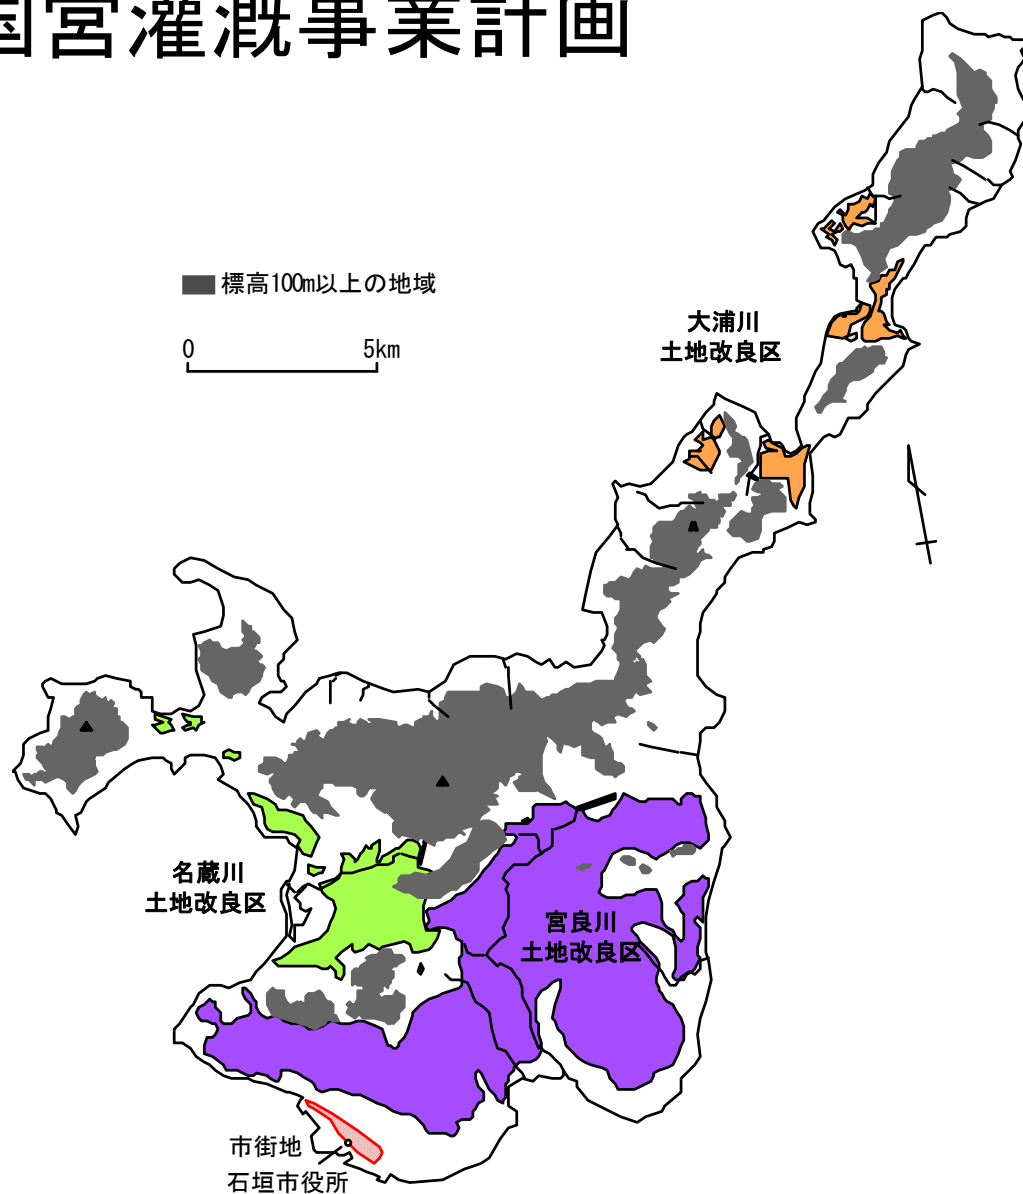 国営灌漑事業計画
標高100m以上の地域
0 5km
大浦川
土地改良区
名蔵川
土地改良区
宮良川
土地改良区
市街地
石垣市役所